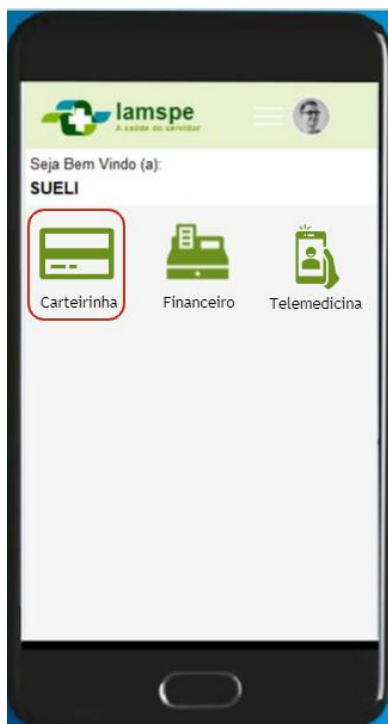 Iamspe
A saúde do servidor
Seja Bem Vindo (a):
SUELI
Carteirinha
Financeiro
Telemedicina